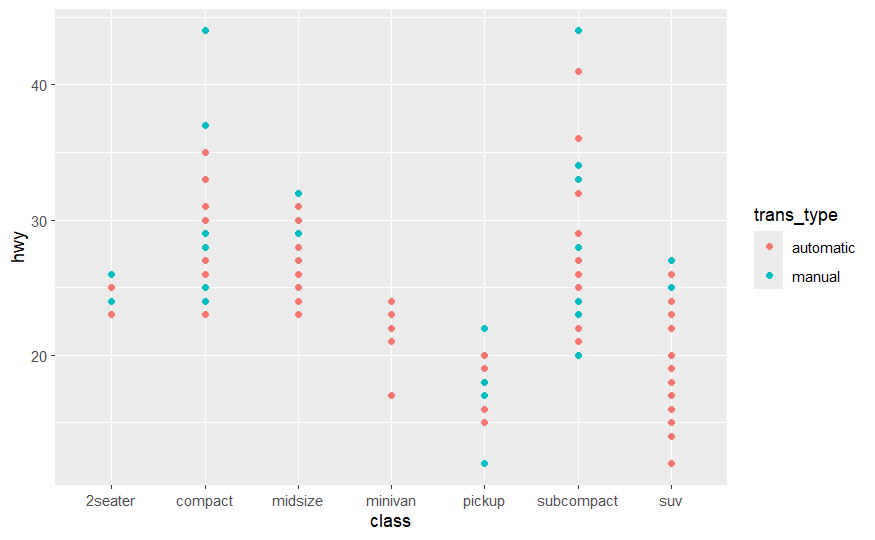 40
30
20
hwy
2seater compact midsize minivan pickup subcompact suv
class
trans_type
automatic
manual